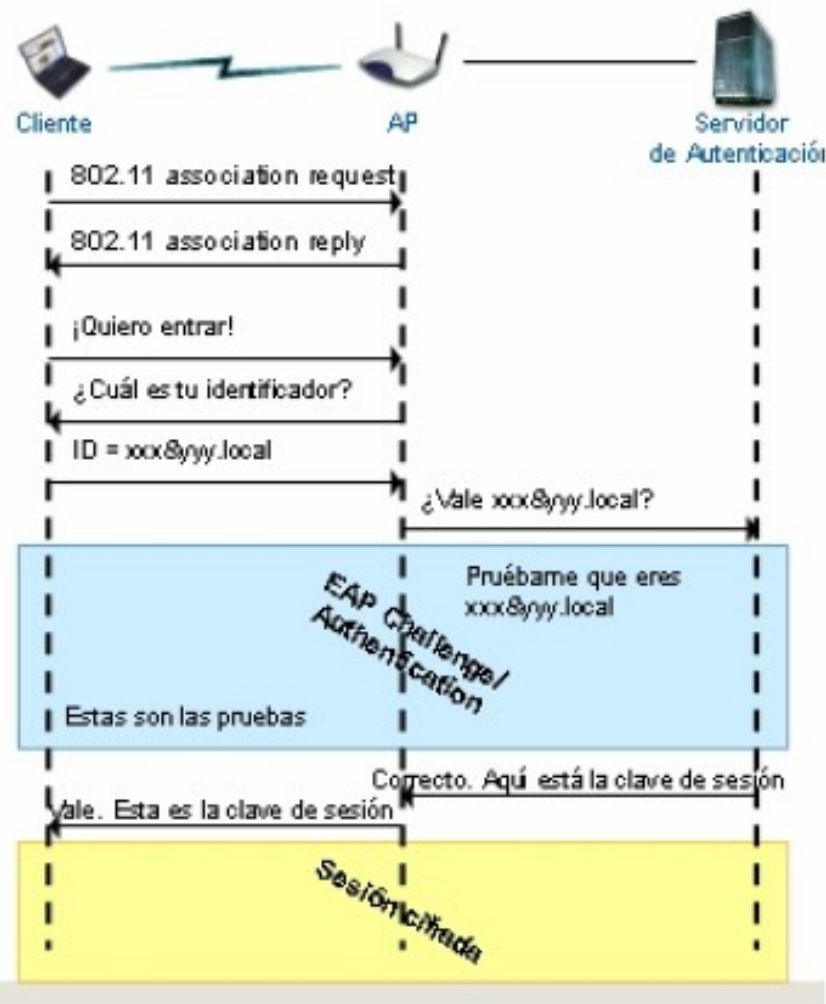 Cliente
AP
Servidor
de Autenticación
802.11 association request
802.11 association reply
¡Quiero entrar!
¿Cuál es tu identificador?
ID = xxx&yyy.local
¿Vale xxx&yyy.local?
Pruébame que eres
xxx&yyy.local
EAP Challenge/
Authentication
Estas son las pruebas
Correcto. Aquí está la clave de sesión
Vale. Esta es la clave de sesión
Sesión cifrada